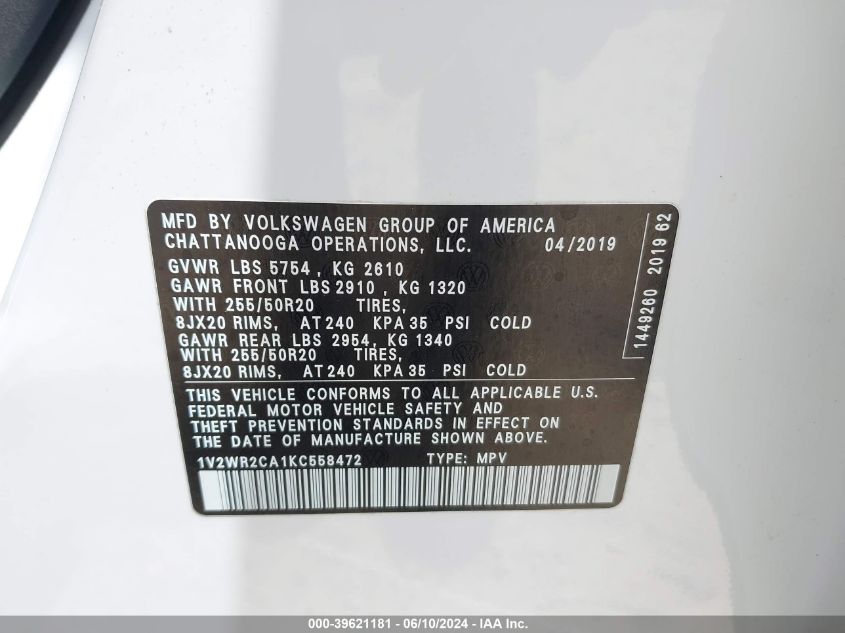 MFD BY VOLKSWAGEN GROUP OF AMERICA
CHATTANOOGA OPERATIONS, LLC. 04/2019
GVWR LBS 5754 , KG 2610
GAWR FRONT LBS 2910 , KG 1320
WITH 255/50R20 TIRES,
8JX20 RIMS, AT 240 KPA 35 PSI COLD
GAWR REAR LBS 2954, KG 1340
WITH 255/50R20 TIRES,
8JX20 RIMS, AT 240 KPA 35 PSI COLD
THIS VEHICLE CONFORMS TO ALL APPLICABLE U.S.
FEDERAL MOTOR VEHICLE SAFETY AND
THEFT PREVENTION STANDARDS IN EFFECT ON
THE DATE OF MANUFACTURE SHOWN ABOVE.
1V2WR2CA1KC558472 TYPE: MPV
1449260 2019 62
000-39621181 - 06/10/2024 - IAA Inc.